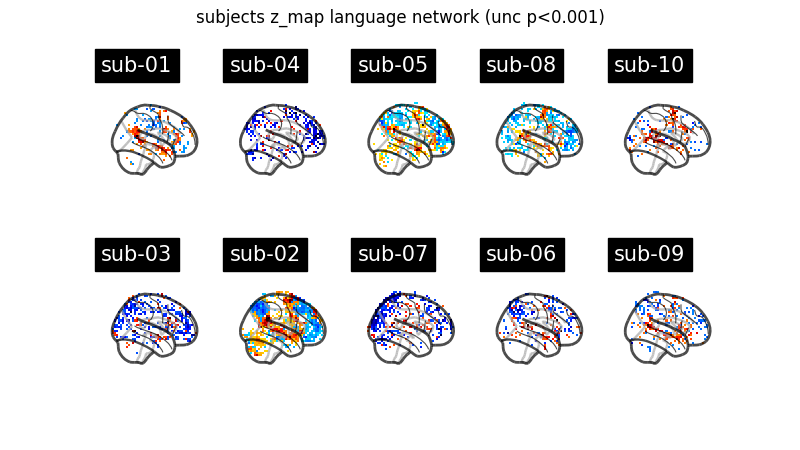 subjects z_map language network (unc p<0.001)
sub-01 sub-04 sub-05 sub-08 sub-10
sub-03 sub-02 sub-07 sub-06 sub-09